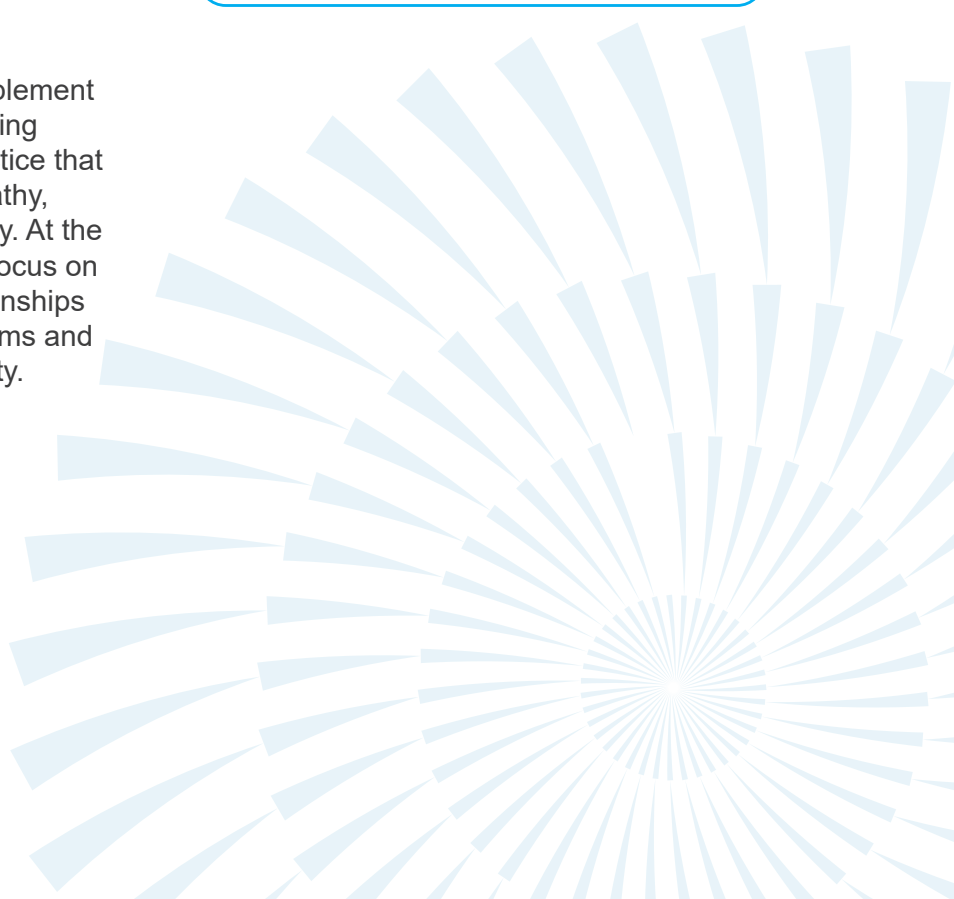 plement
ing
tice that
athy,
y. At the
ocus on
nships
ms and
ty.